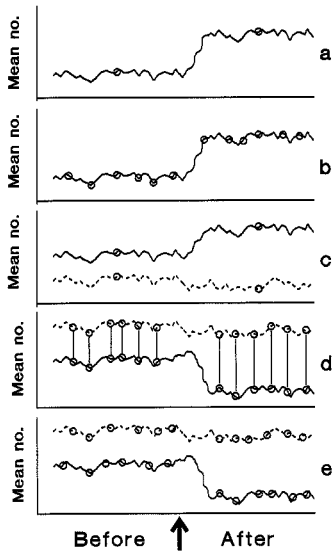 Mean no.
a
Mean no.
b
Mean no.
c
Mean no.
d
Mean no.
e
Before After